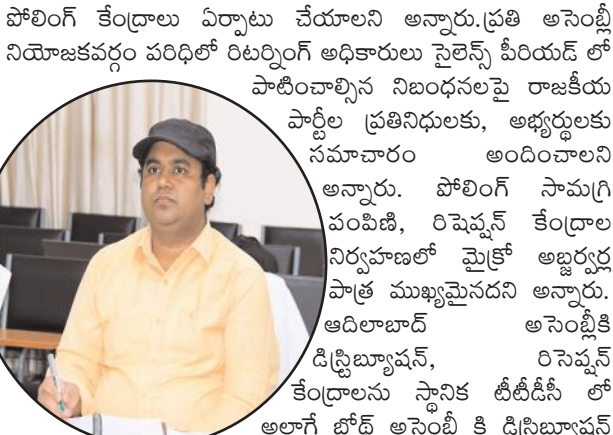 పోలింగ్ కేంద్రాలు ఏర్పాటు చేయాలని అన్నారు.ప్రతి అసెంబ్లీ
నియోజకవర్గం పరిధిలో రిటర్నింగ్ అధికారులు సైలెన్స్ పీరియడ్ లో
పాటించాల్సిన నిబంధనలపై రాజకీయ
పార్టీల ప్రతినిధులకు, అభ్యర్థులకు
సమాచారం అందించాలని
అన్నారు. పోలింగ్ సామగ్రి
పంపిణి, రిషెప్షన్ కేంద్రాల
నిర్వహణలో మైక్రో అబ్జర్వర్ల
పాత్ర ముఖ్యమైనదని అన్నారు.
ఆదిలాబాద్ అసెంబ్లీకి
డిస్ట్రిబ్యూషన్, రిసెప్షన్
కేంద్రాలను స్థానిక టీటీడీసీ లో
అలాగే బోథ్ అసెంబ్లీ కి డిస్ట్రిబ్యూషన్